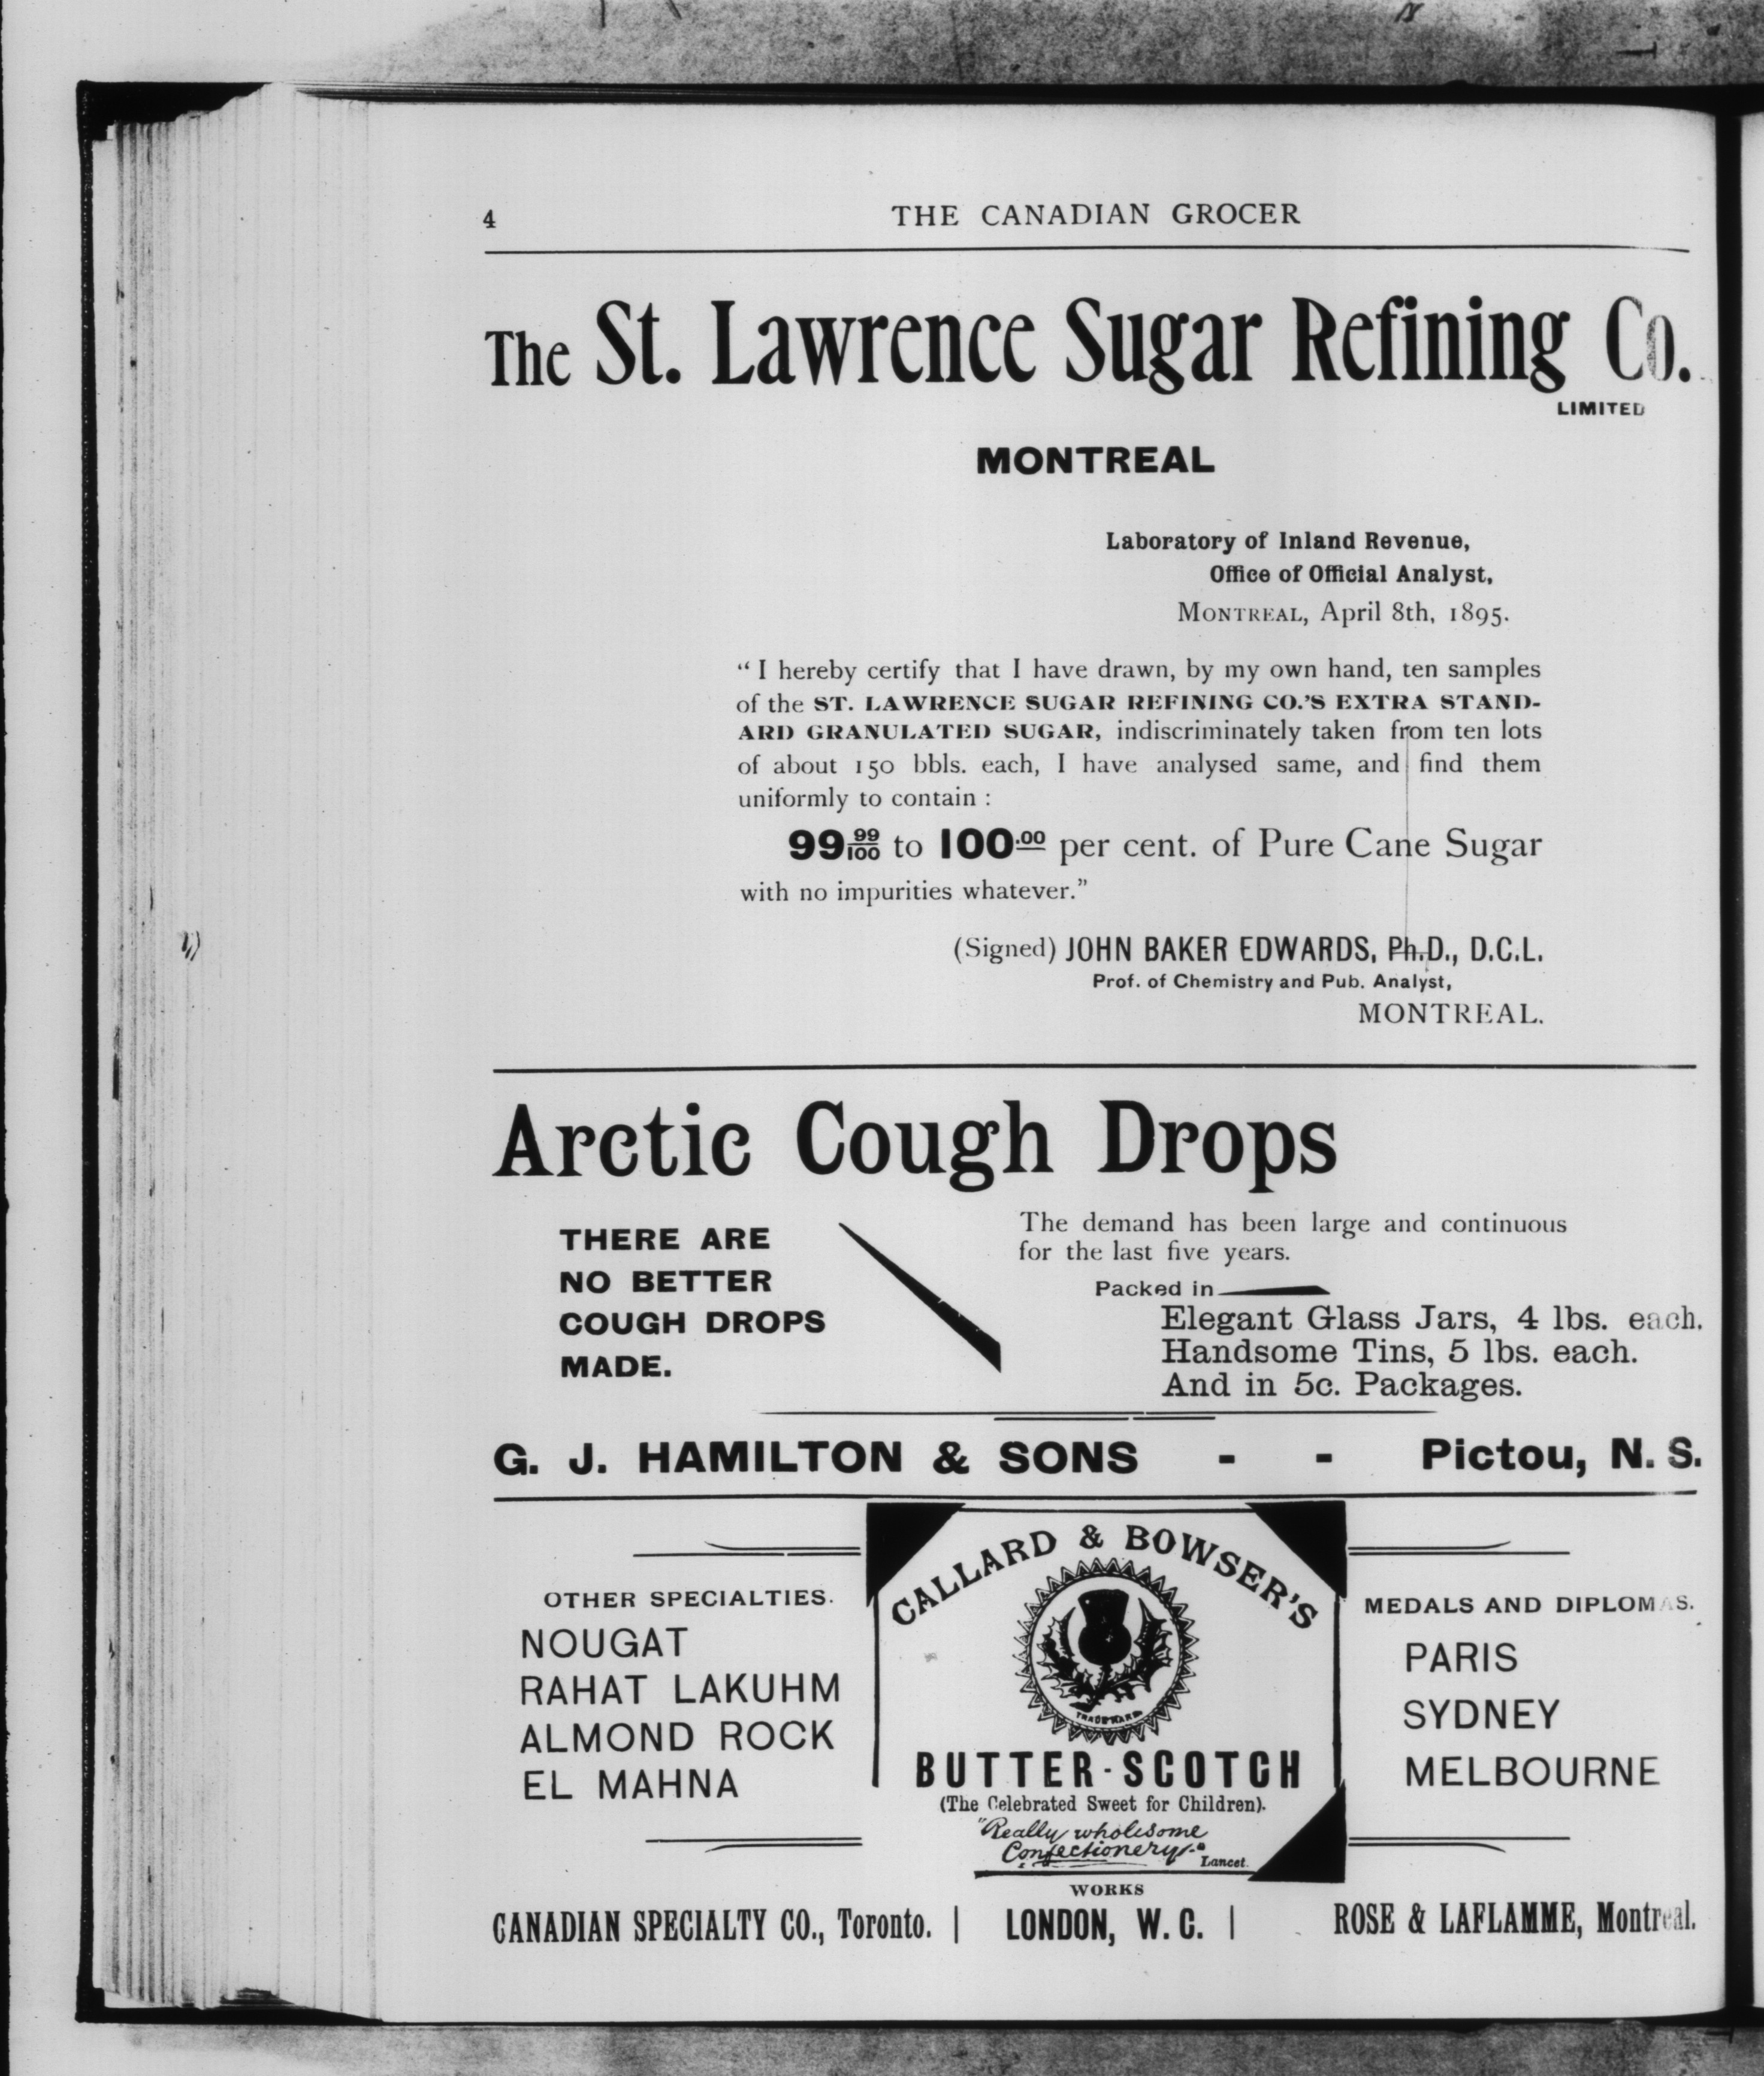 4
THE CANADIAN GROCER
The St. Lawrence Sugar Refining Co.
LIMITED
MONTREAL
Laboratory of Inland Revenue,
Office of Official Analyst,
MONTREAL, April 8th, 1895.
“I hereby certify that I have drawn, by my own hand, ten samples
of the ST. LAWRENCE SUGAR REFINING CO.'S EXTRA STAND-
ARD GRANULATED SUGAR, indiscriminately taken from ten lots
of about 150 bbls. each, I have analysed same, and find them
uniformly to contain :
99 99/100 to 100.00 per cent. of Pure Cane Sugar
with no impurities whatever.”
(Signed) JOHN BAKER EDWARDS, Ph.D., D.C.L.
Prof. of Chemistry and Pub. Analyst,
MONTREAL.
Arctic Cough Drops
THERE ARE
NO BETTER
COUGH DROPS
MADE.
The demand has been large and continuous
for the last five years.
Packed in
Elegant Glass Jars, 4 lbs. each.
Handsome Tins, 5 lbs. each.
And in 5c. Packages.
G. J. HAMILTON & SONS - - Pictou, N. S.
OTHER SPECIALTIES.
NOUGAT
RAHAT LAKUHM
ALMOND ROCK
EL MAHNA
CALLARD & BOWSER'S
TRADE MARK
BUTTER-SCOTCH
(The Celebrated Sweet for Children).
"Really wholesome
Confectionery."
Lancet.
MEDALS AND DIPLOMAS.
PARIS
SYDNEY
MELBOURNE
WORKS
CANADIAN SPECIALTY CO., Toronto. | LONDON, W. C. | ROSE & LAFLAMME, Montreal.